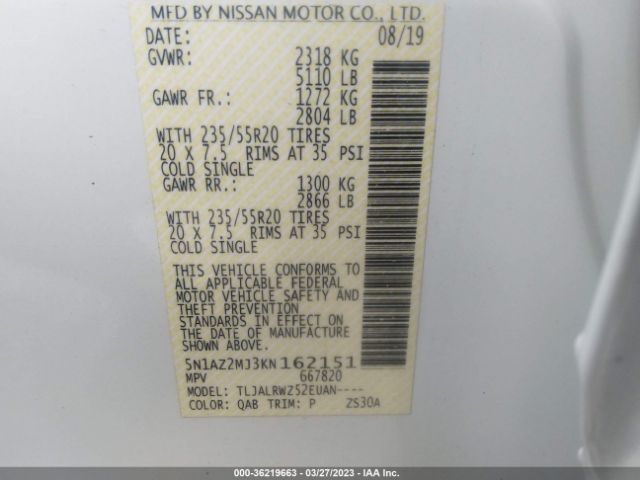 MFD BY NISSAN MOTOR CO., LTD.
DATE: 08/19
GVWR: 2318 KG
5110 LB
GAWR FR.: 1272 KG
2804 LB
WITH 235/55R20 TIRES
20 X 7.5 RIMS AT 35 PSI
COLD SINGLE
GAWR RR.: 1300 KG
2866 LB
WITH 235/55R20 TIRES
20 X 7.5 RIMS AT 35 PSI
COLD SINGLE
THIS VEHICLE CONFORMS TO
ALL APPLICABLE FEDERAL
MOTOR VEHICLE SAFETY AND
THEFT PREVENTION
STANDARDS IN EFFECT ON
THE DATE OF MANUFACTURE
SHOWN ABOVE.
5N1AZ2MJ3KN162151
MPV 667820
MODEL: TLJALRWZ52EUAN----
COLOR: QAB TRIM: P ZS30A
000-36219663 — 03/27/2023 — IAA Inc.